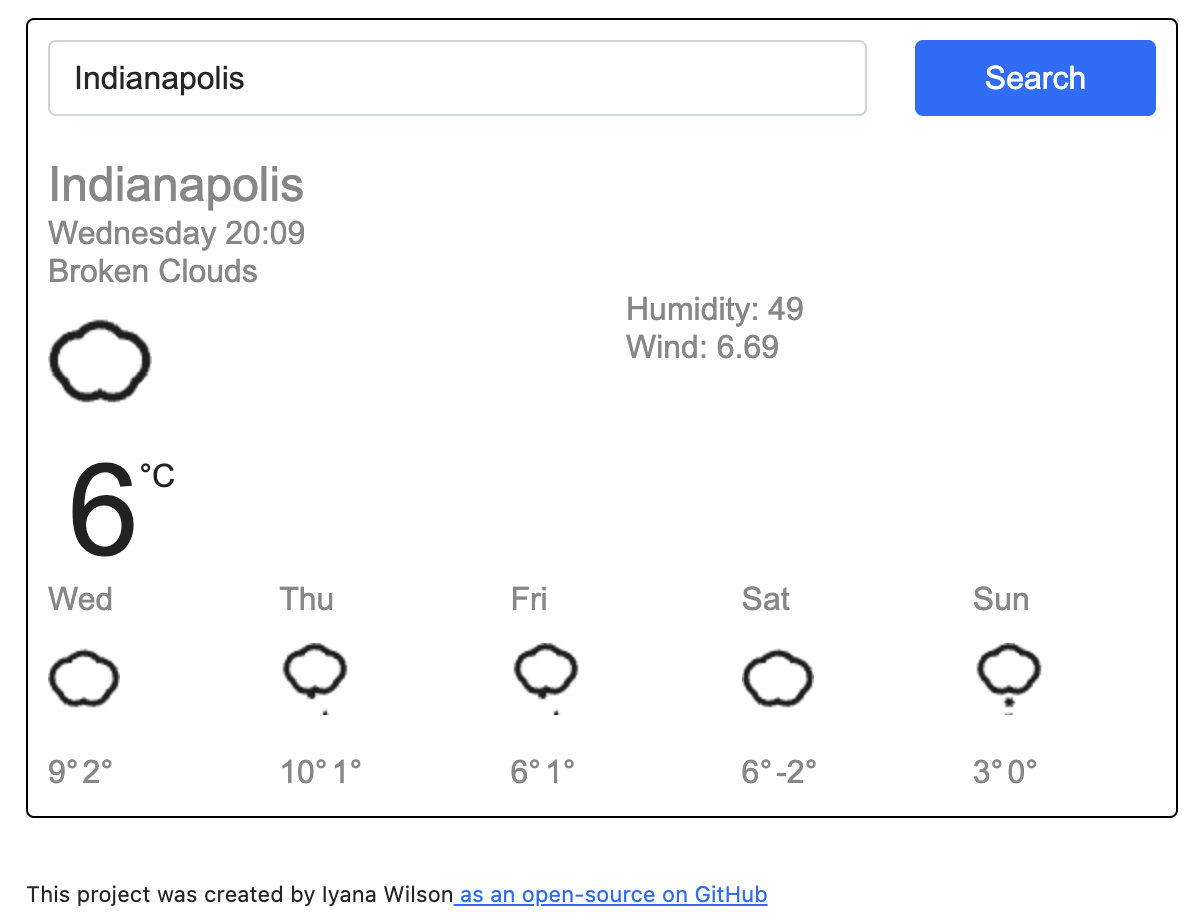 Indianapolis
Search
Indianapolis
Wednesday 20:09
Broken Clouds
Humidity: 49
Wind: 6.69
6 °C
Wed Thu Fri Sat Sun
9° 2° 10° 1° 6° 1° 6° -2° 3° 0°
This project was created by Iyana Wilson as an open-source on GitHub